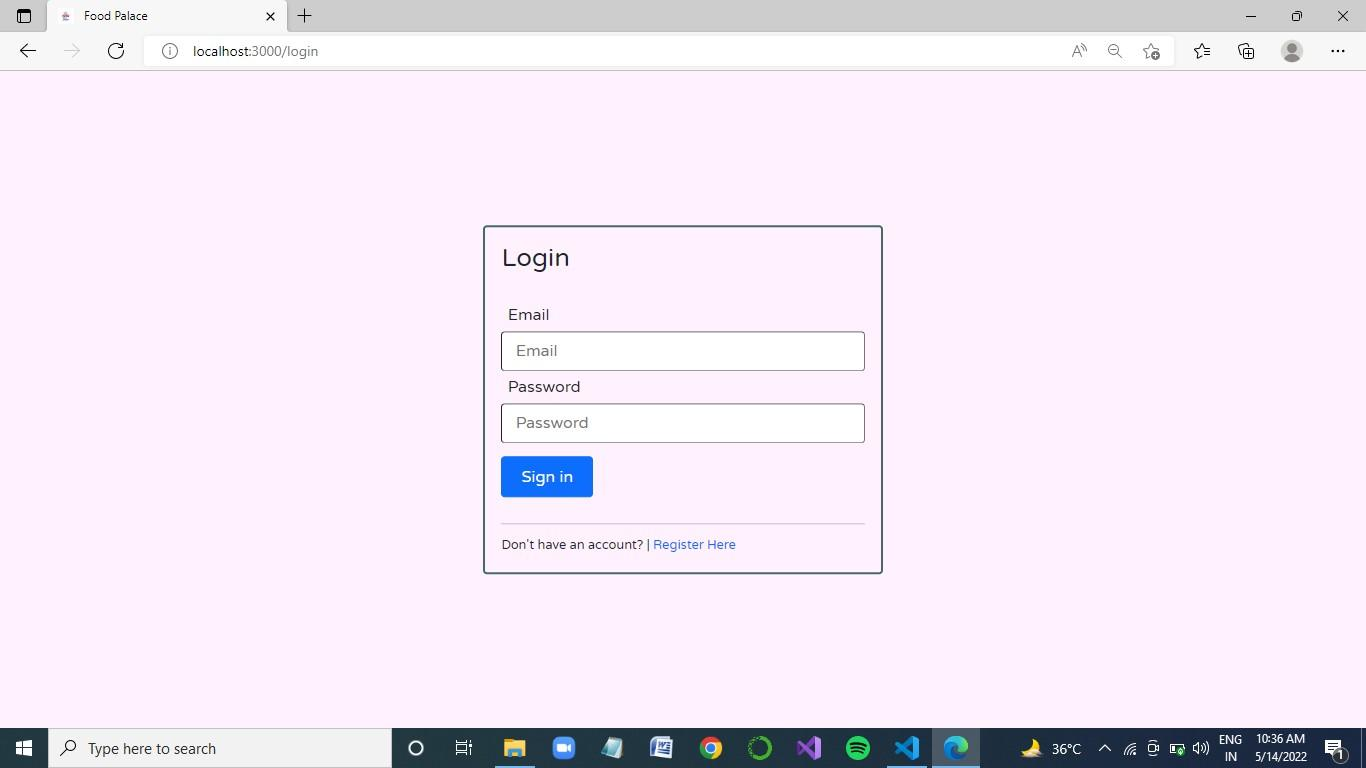 Food Palace
localhost:3000/login
Login
Email
Email
Password
Password
Sign in
Don't have an account? | Register Here
Type here to search
36°C
ENG
IN
10:36 AM
5/14/2022
1